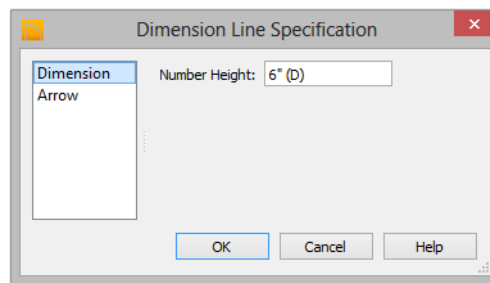 Dimension Line Specification
Dimension
Arrow
Number Height: 6" (D)
OK Cancel Help